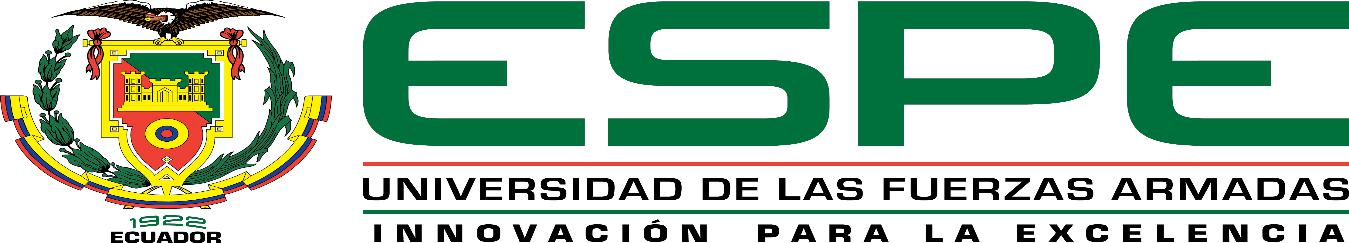 ESPE
UNIVERSIDAD DE LAS FUERZAS ARMADAS
INNOVACIÓN PARA LA EXCELENCIA
1922
ECUADOR